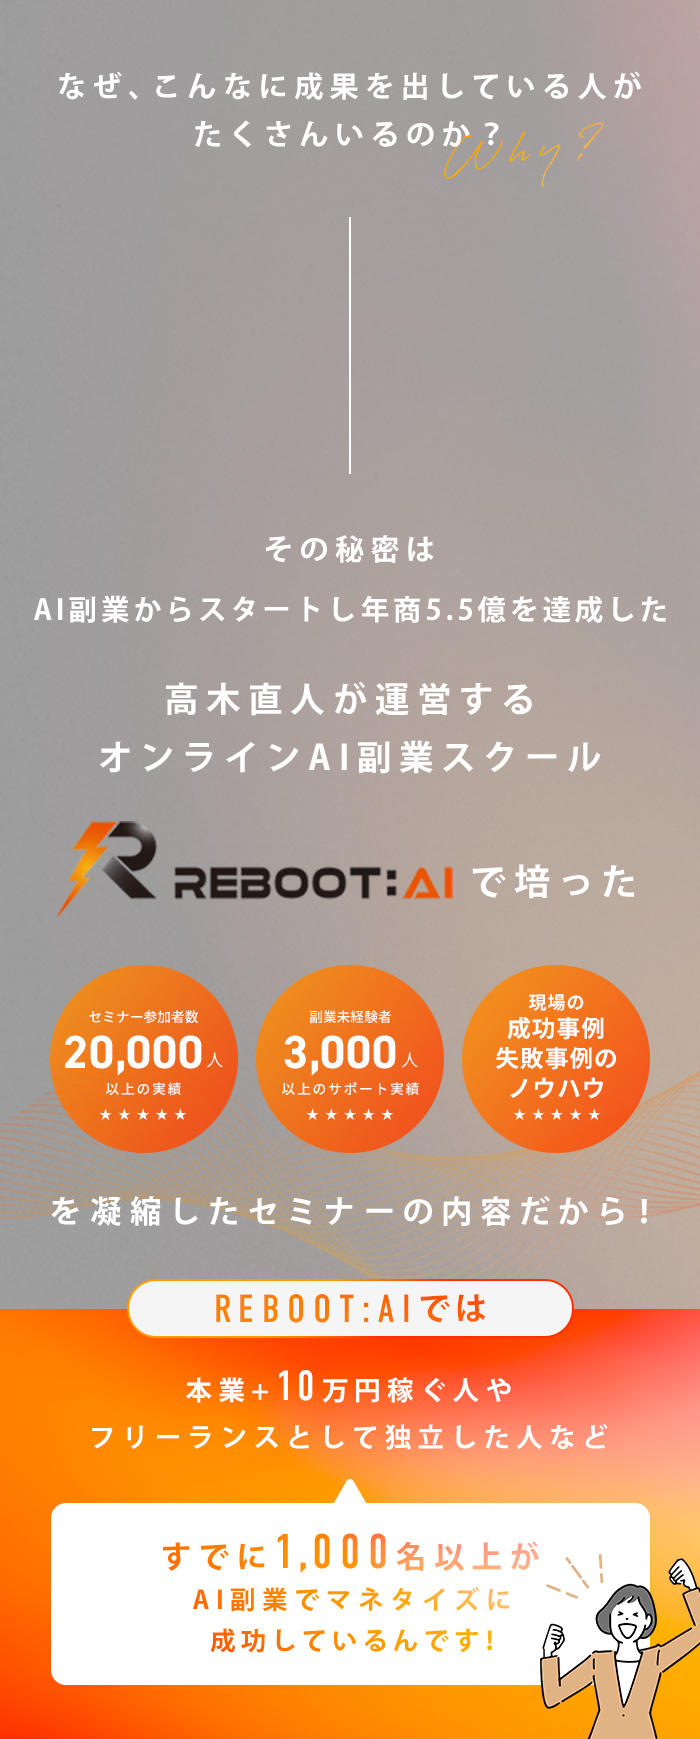 なぜ、こんなに成果を出している人が
たくさんいるのか？
Why?
その秘密は
AI副業からスタートし年商5.5億を達成した
高木直人が運営する
オンラインAI副業スクール
R REBOOT:AI で培った
セミナー参加者数
20,000人
以上の実績
★★★★★
副業未経験者
3,000人
以上のサポート実績
★★★★★
現場の
成功事例
失敗事例の
ノウハウ
★★★★★
を凝縮したセミナーの内容だから！
REBOOT:AIでは
本業+10万円稼ぐ人や
フリーランスとして独立した人など
すでに1,000名以上が
AI副業でマネタイズに
成功しているんです！